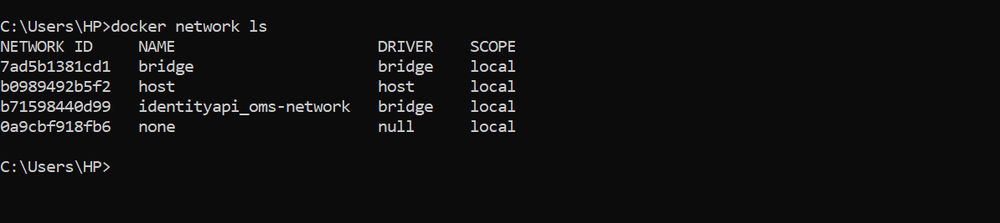 C:\Users\HP>docker network ls
NETWORK ID     NAME                    DRIVER    SCOPE
7ad5b1381cd1   bridge                  bridge    local
b0989492b5f2   host                    host      local
b71598440d99   identityapi_oms-network   bridge    local
0a9cbf918fb6   none                    null      local
C:\Users\HP>